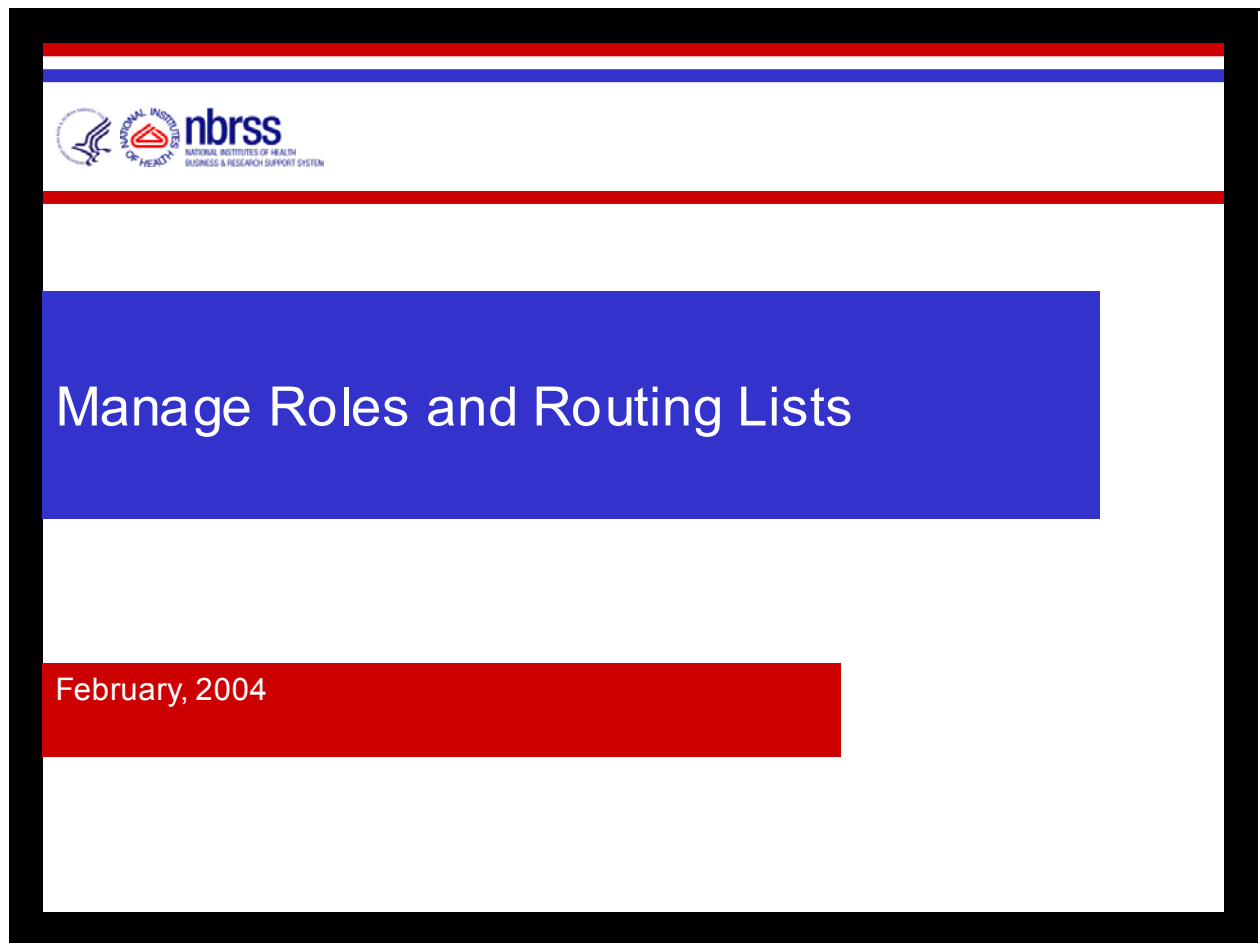 NATIONAL INSTITUTES
OF HEALTH
nbrss
NATIONAL INSTITUTES OF HEALTH
BUSINESS & RESEARCH SUPPORT SYSTEM
Manage Roles and Routing Lists
February, 2004